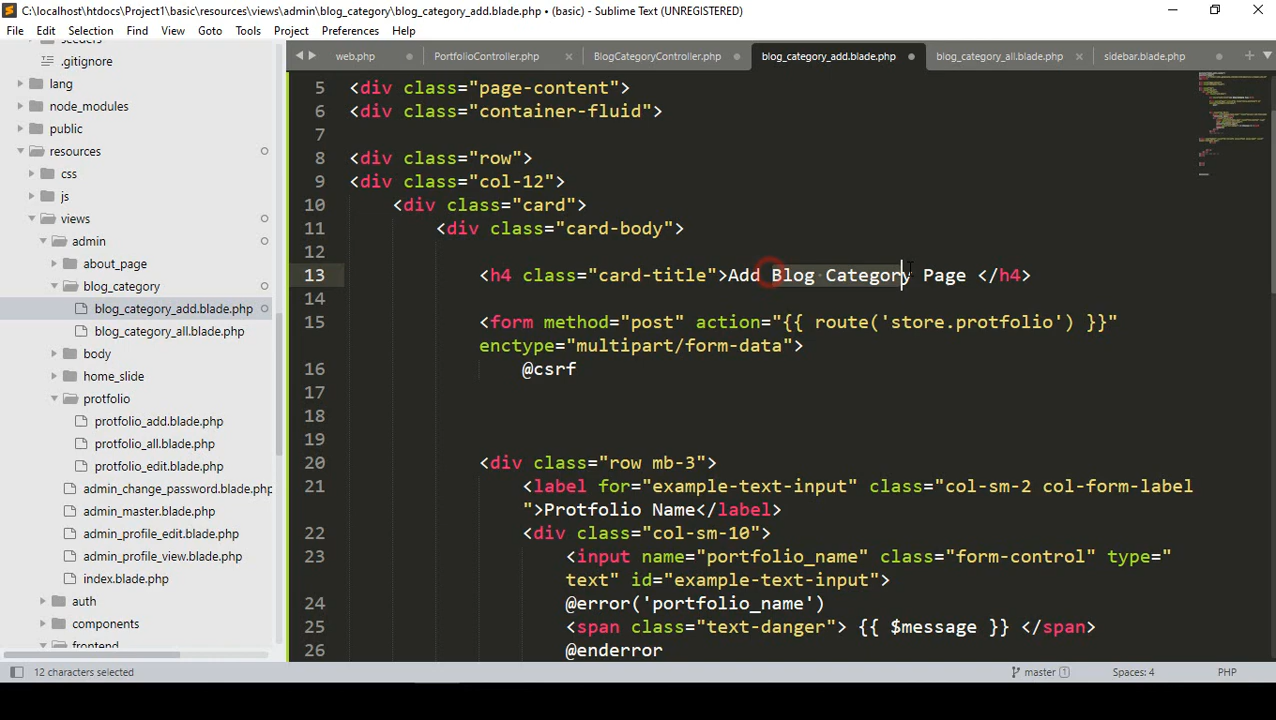 C:\localhost\htdocs\Project1\basic\resources\views\admin\blog_category\blog_category_add.blade.php • (basic) - Sublime Text (UNREGISTERED)
File Edit Selection Find View Goto Tools Project Preferences Help
web.php PortfolioController.php BlogCategoryController.php blog_category_add.blade.php blog_category_all.blade.php sidebar.blade.php
.gitignore
lang
node_modules
public
resources
css
js
views
admin
about_page
blog_category
blog_category_add.blade.php
blog_category_all.blade.php
body
home_slide
protfolio
protfolio_add.blade.php
protfolio_all.blade.php
protfolio_edit.blade.php
admin_change_password.blade.php
admin_master.blade.php
admin_profile_edit.blade.php
admin_profile_view.blade.php
index.blade.php
auth
components
frontend
5 <div class="page-content">
6 <div class="container-fluid">
7
8 <div class="row">
9 <div class="col-12">
10 <div class="card">
11 <div class="card-body">
12
13 <h4 class="card-title">Add Blog Category Page </h4>
14
15 <form method="post" action="{{ route('store.protfolio') }}"
enctype="multipart/form-data">
16 @csrf
17
18
19
20 <div class="row mb-3">
21 <label for="example-text-input" class="col-sm-2 col-form-label
">Protfolio Name</label>
22 <div class="col-sm-10">
23 <input name="portfolio_name" class="form-control" type="
text" id="example-text-input">
24 @error('portfolio_name')
25 <span class="text-danger"> {{ $message }} </span>
26 @enderror
12 characters selected
master 1
Spaces: 4
PHP